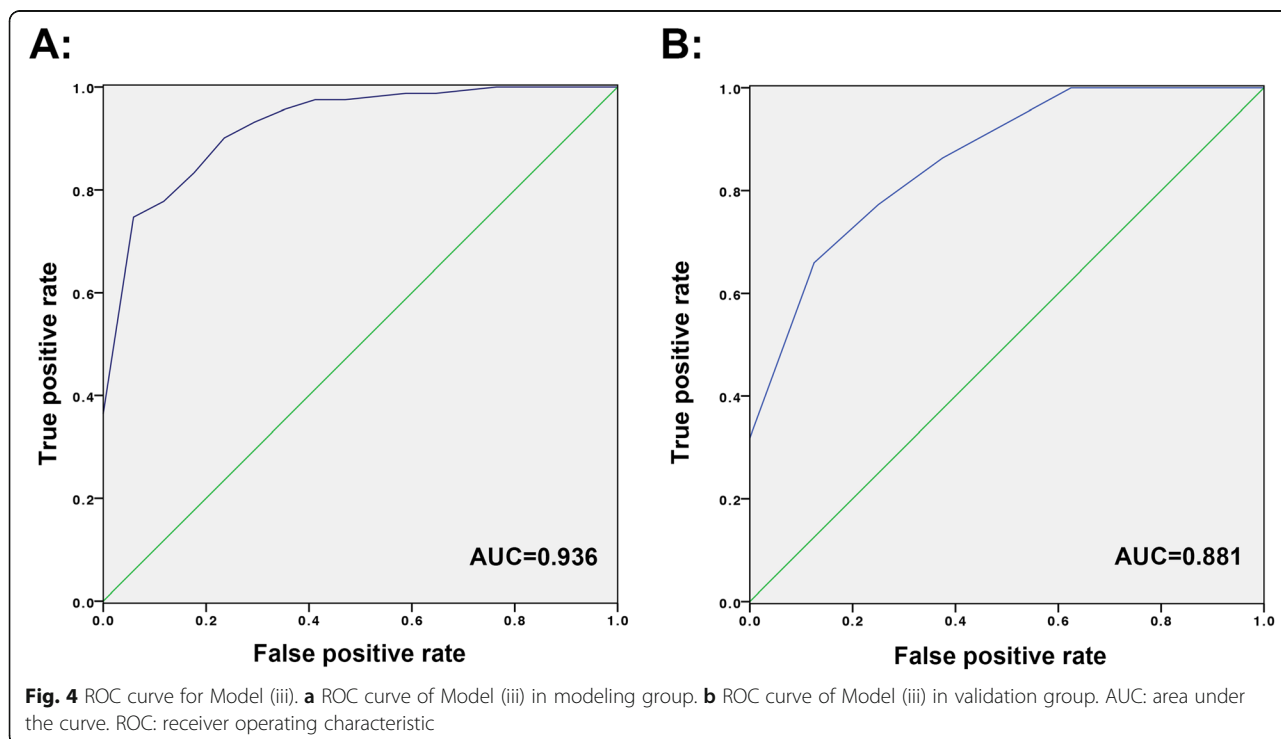 A:
B:
1.0
0.8
0.6
0.4
0.2
0.0
True positive rate
0.0 0.2 0.4 0.6 0.8 1.0
False positive rate
AUC=0.936
1.0
0.8
0.6
0.4
0.2
0.0
True positive rate
0.0 0.2 0.4 0.6 0.8 1.0
False positive rate
AUC=0.881
Fig. 4 ROC curve for Model (iii). a ROC curve of Model (iii) in modeling group. b ROC curve of Model (iii) in validation group. AUC: area under
the curve. ROC: receiver operating characteristic